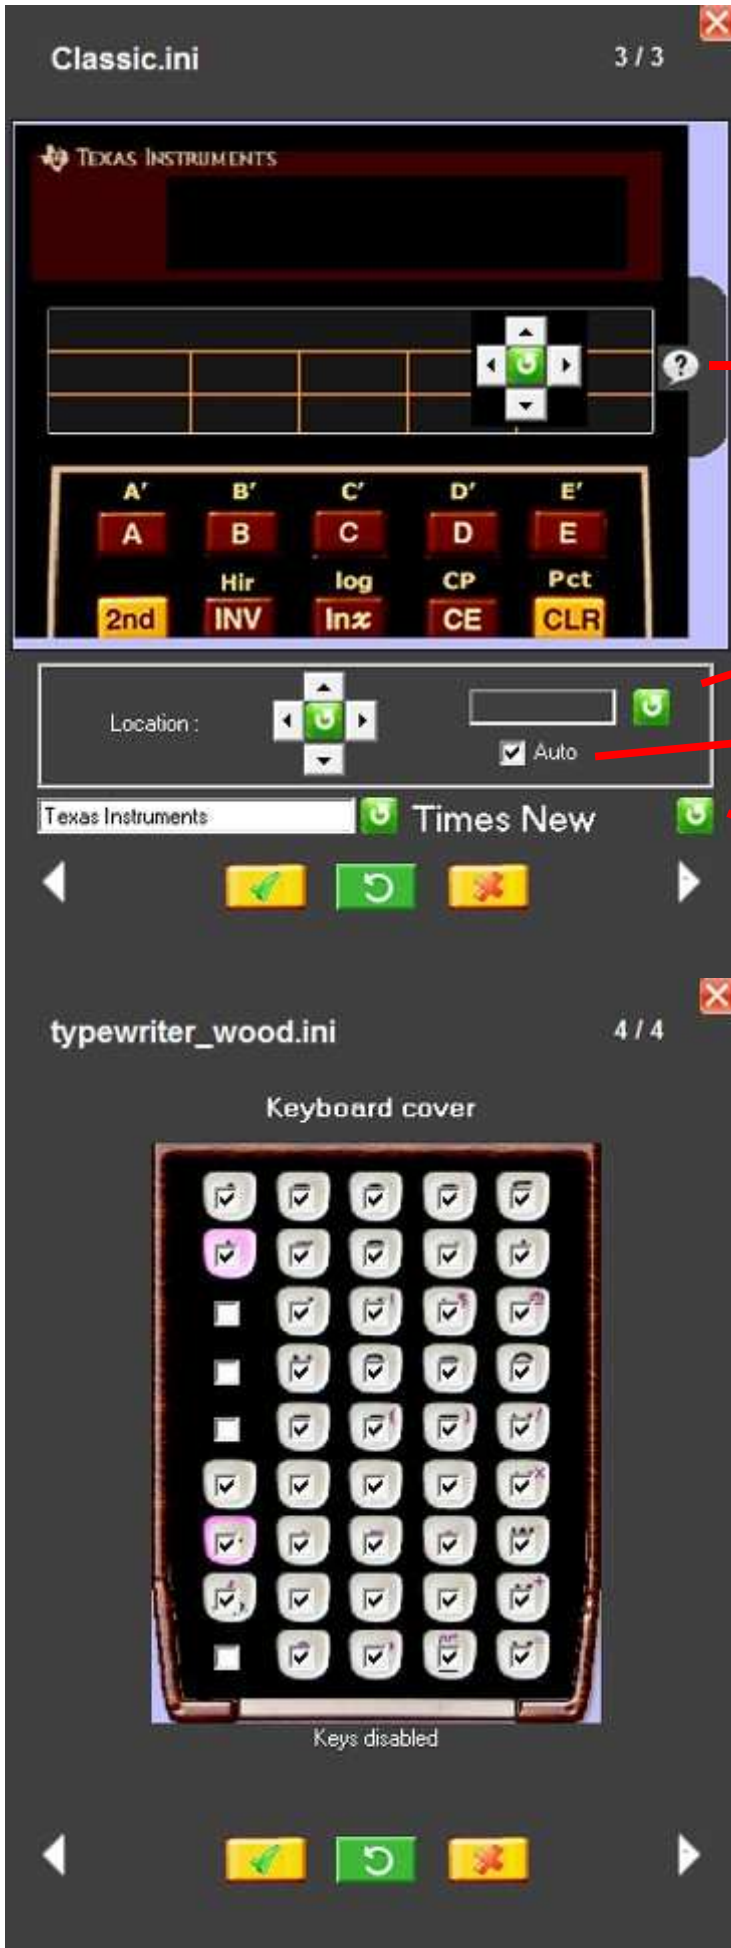 Classic.ini 3 / 3
TEXAS INSTRUMENTS
?
A' B' C' D' E'
A B C D E
Hir log CP Pct
2nd INV lnx CE CLR
Location :
Auto
Texas Instruments Times New
typewriter_wood.ini 4 / 4
Keyboard cover
Keys disabled